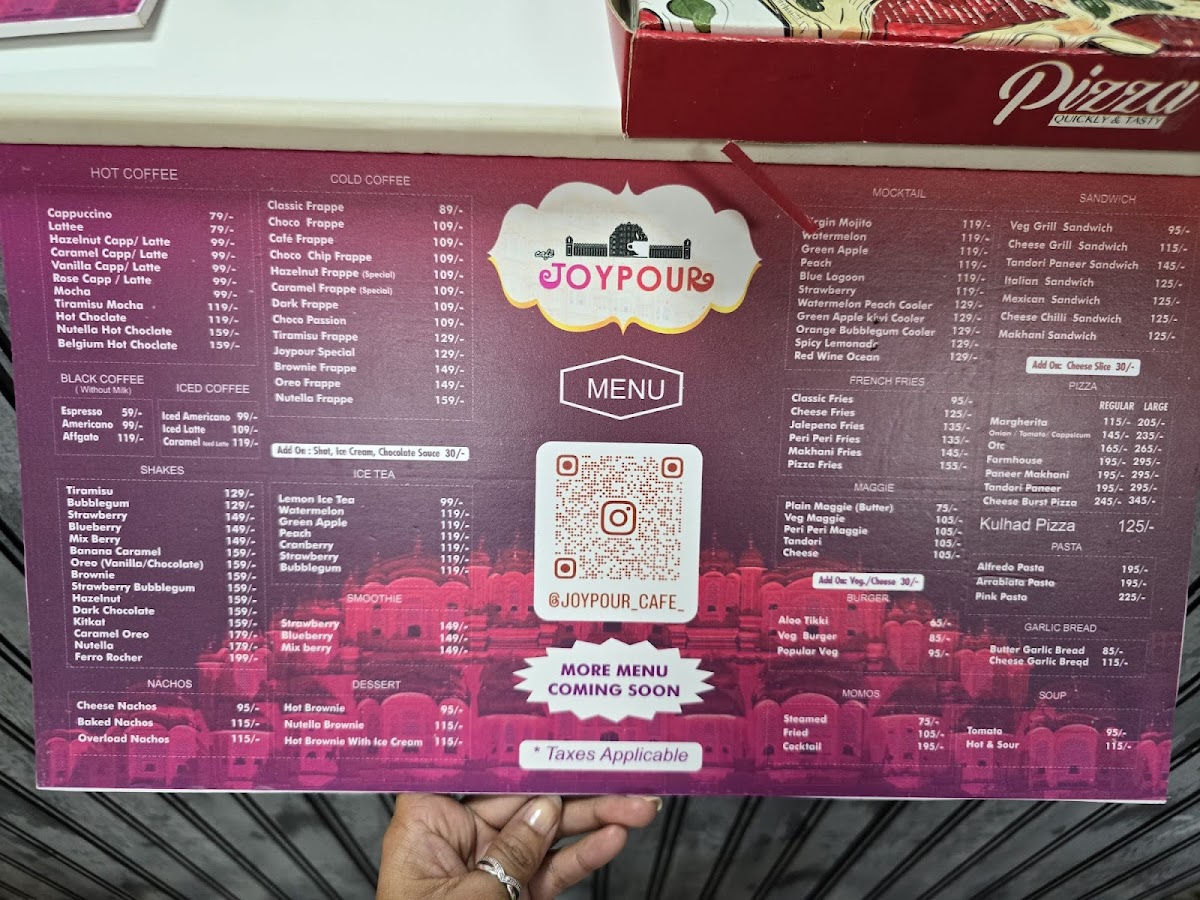 Pizza
QUICKLY & TASTY
HOT COFFEE
Cappuccino 79/-
Lattee 79/-
Hazelnut Capp/ Latte 99/-
Caramel Capp/ Latte 99/-
Vanilla Capp/ Latte 99/-
Rose Capp / Latte 99/-
Mocha 99/-
Tiramisu Mocha 119/-
Hot Choclate 119/-
Nutella Hot Choclate 159/-
Belgium Hot Choclate 159/-
BLACK COFFEE
( Without Milk)
Espresso 59/-
Americano 99/-
Affgato 119/-
ICED COFFEE
Iced Americano 99/-
Iced Latte 109/-
Caramel Iced Latte 119/-
SHAKES
Tiramisu 129/-
Bubblegum 129/-
Strawberry 149/-
Blueberry 149/-
Mix Berry 149/-
Banana Caramel 159/-
Oreo (Vanilla/Chocolate) 159/-
Brownie 159/-
Strawberry Bubblegum 159/-
Hazelnut 159/-
Dark Chocolate 159/-
Kitkat 159/-
Caramel Oreo 179/-
Nutella 179/-
Ferro Rocher 199/-
NACHOS
Cheese Nachos 95/-
Baked Nachos 115/-
Overload Nachos 115/-
COLD COFFEE
Classic Frappe 89/-
Choco Frappe 109/-
Café Frappe 109/-
Choco Chip Frappe 109/-
Hazelnut Frappe (Special) 109/-
Caramel Frappe (Special) 109/-
Dark Frappe 109/-
Choco Passion 109/-
Tiramisu Frappe 129/-
Joypour Special 129/-
Brownie Frappe 149/-
Oreo Frappe 149/-
Nutella Frappe 159/-
Add On : Shot, Ice Cream, Chocolate Sauce 30/-
ICE TEA
Lemon Ice Tea 99/-
Watermelon 119/-
Green Apple 119/-
Peach 119/-
Cranberry 119/-
Strawberry 119/-
Bubblegum 119/-
SMOOTHIE
Strawberry 149/-
Blueberry 149/-
Mix berry 149/-
DESSERT
Hot Brownie 95/-
Nutella Brownie 115/-
Hot Brownie With Ice Cream 115/-
café
JOYPOUR
MENU
@JOYPOUR_CAFE_
MORE MENU
COMING SOON
* Taxes Applicable
MOCKTAIL
Virgin Mojito 119/-
Watermelon 119/-
Green Apple 119/-
Peach 119/-
Blue Lagoon 119/-
Strawberry 119/-
Watermelon Peach Cooler 129/-
Green Apple kiwi Cooler 129/-
Orange Bubblegum Cooler 129/-
Spicy Lemonade 129/-
Red Wine Ocean 129/-
FRENCH FRIES
Classic Fries 95/-
Cheese Fries 125/-
Jalepeno Fries 135/-
Peri Peri Fries 135/-
Makhani Fries 145/-
Pizza Fries 155/-
MAGGIE
Plain Maggie (Butter) 75/-
Veg Maggie 105/-
Peri Peri Maggie 105/-
Tandori 105/-
Cheese 105/-
Add On: Veg./Cheese 30/-
BURGER
Aloo Tikki 65/-
Veg Burger 85/-
Popular Veg 95/-
MOMOS
Steamed 75/-
Fried 105/-
Cocktail 195/-
SANDWICH
Veg Grill Sandwich 95/-
Cheese Grill Sandwich 115/-
Tandori Paneer Sandwich 145/-
Italian Sandwich 125/-
Mexican Sandwich 125/-
Cheese Chilli Sandwich 125/-
Makhani Sandwich 125/-
Add On: Cheese Slice 30/-
PIZZA
REGULAR LARGE
Margherita 115/- 205/-
Onion / Tomato/ Cappsicum 145/- 235/-
Otc 165/- 265/-
Farmhouse 195/- 295/-
Paneer Makhani 195/- 295/-
Tandori Paneer 195/- 295/-
Cheese Burst Pizza 245/- 345/-
Kulhad Pizza 125/-
PASTA
Alfredo Pasta 195/-
Arrabiata Pasta 195/-
Pink Pasta 225/-
GARLIC BREAD
Butter Garlic Bread 85/-
Cheese Garlic Bread 115/-
SOUP
Tomato 95/-
Hot & Sour 115/-